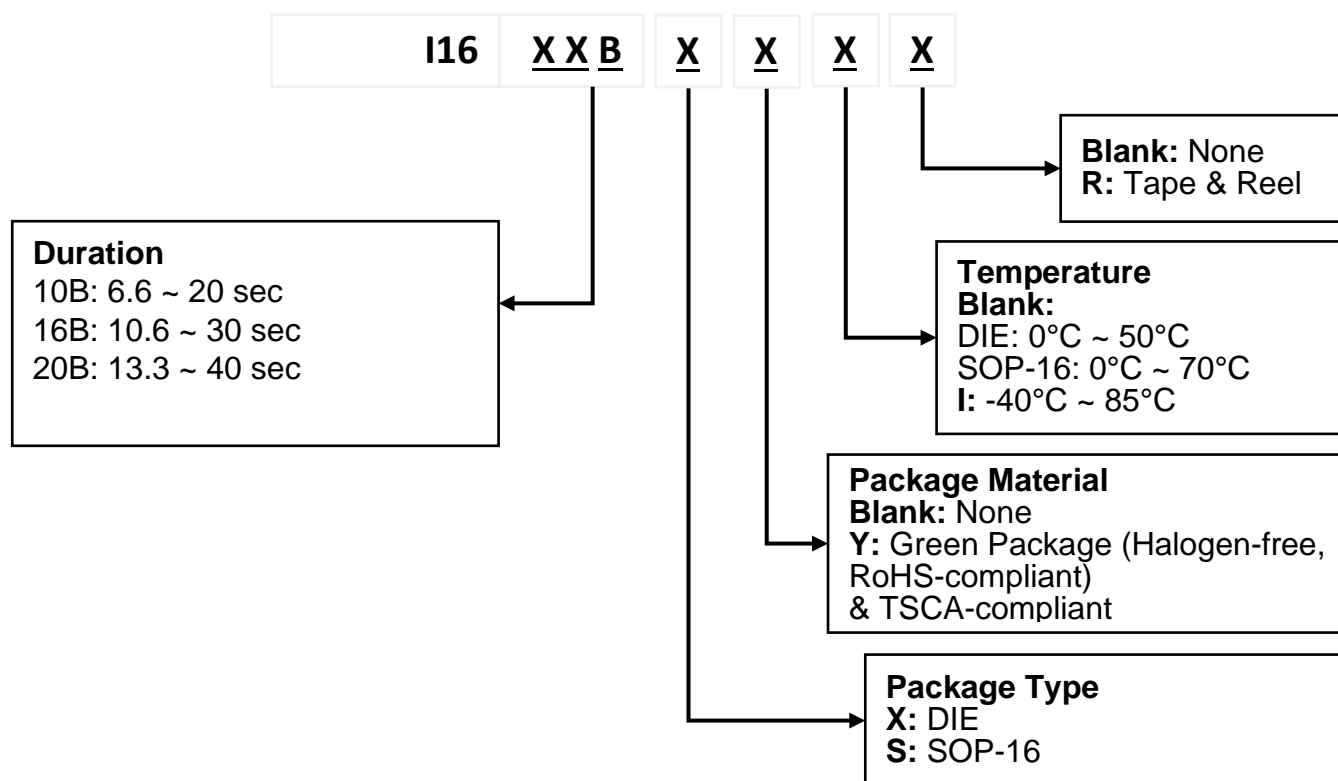 I16 X X B X X X X
Blank: None
R: Tape & Reel
Duration
10B: 6.6 ~ 20 sec
16B: 10.6 ~ 30 sec
20B: 13.3 ~ 40 sec
Temperature
Blank:
DIE: 0°C ~ 50°C
SOP-16: 0°C ~ 70°C
I: -40°C ~ 85°C
Package Material
Blank: None
Y: Green Package (Halogen-free,
RoHS-compliant)
& TSCA-compliant
Package Type
X: DIE
S: SOP-16